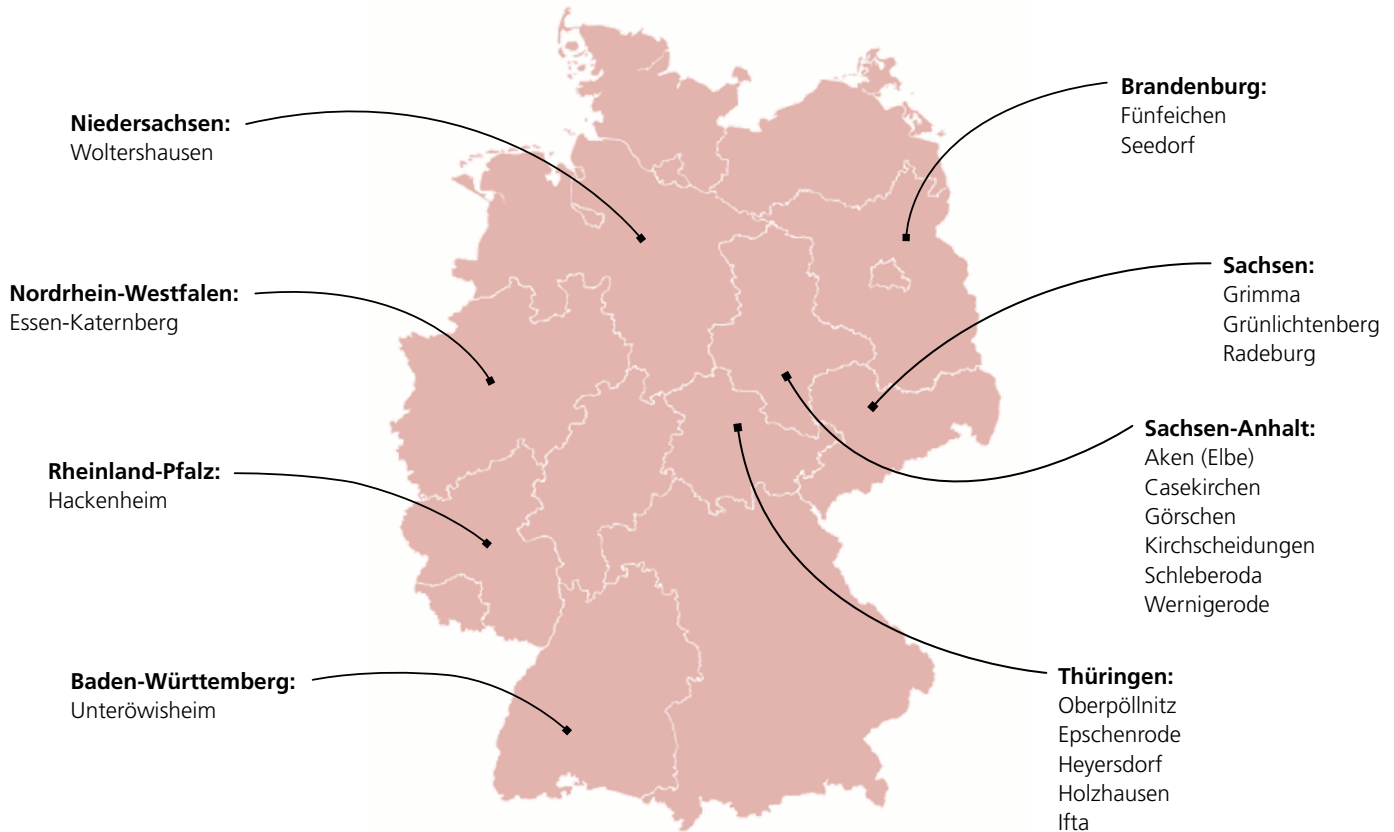 Niedersachsen:
Woltershausen
Nordrhein-Westfalen:
Essen-Katernberg
Rheinland-Pfalz:
Hackenheim
Baden-Württemberg:
Unteröwisheim
Brandenburg:
Fünfeichen
Seedorf
Sachsen:
Grimma
Grünlichtenberg
Radeburg
Sachsen-Anhalt:
Aken (Elbe)
Casekirchen
Görschen
Kirchscheidungen
Schleberoda
Wernigerode
Thüringen:
Oberpöllnitz
Epschenrode
Heyersdorf
Holzhausen
Ifta